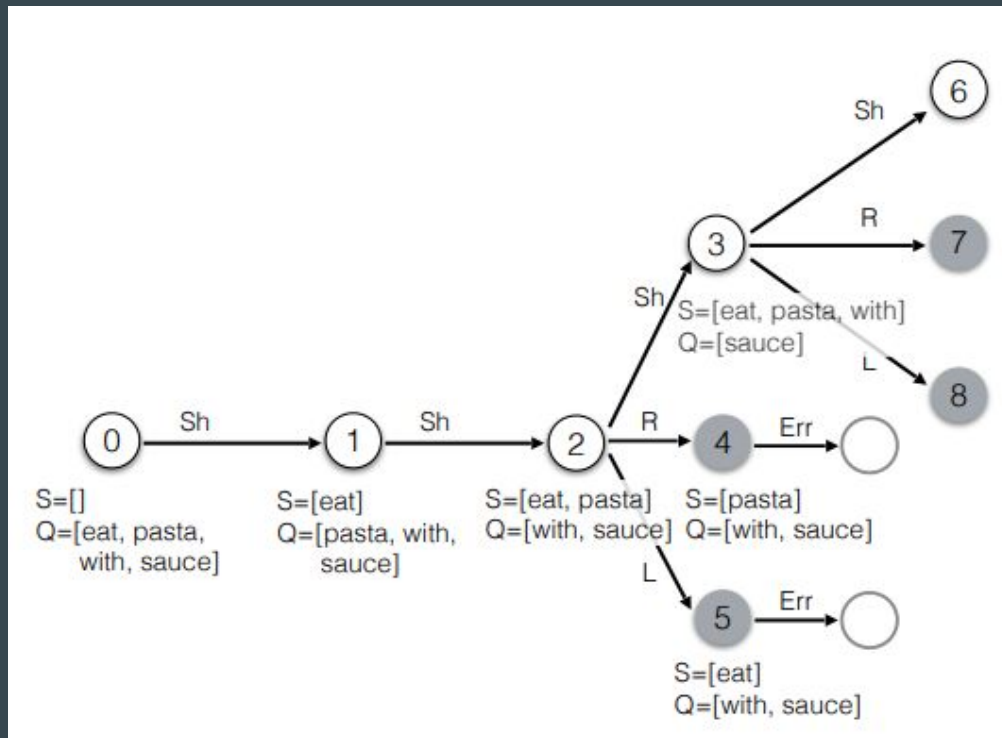 6
Sh
R
3
7
Sh
S=[eat, pasta, with]
Q=[sauce]
L
8
Sh
Sh
R
Err
0
1
2
4
S=[]
Q=[eat, pasta,
with, sauce]
S=[eat]
Q=[pasta, with,
sauce]
S=[eat, pasta]
Q=[with, sauce]
S=[pasta]
Q=[with, sauce]
L
Err
5
S=[eat]
Q=[with, sauce]